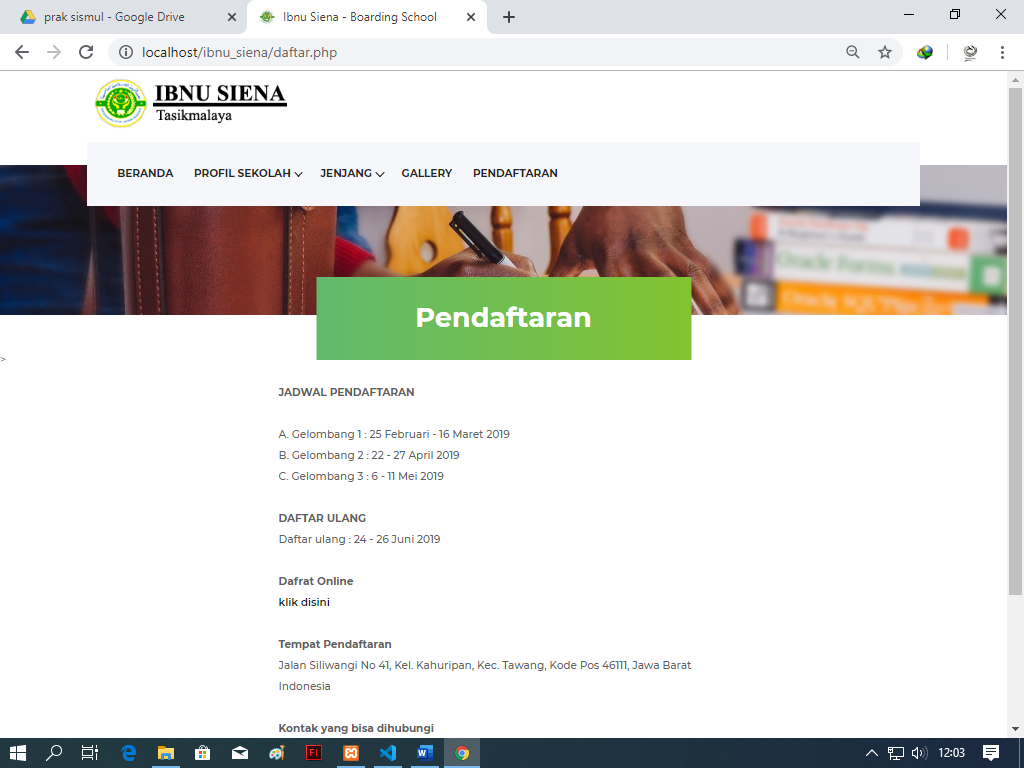 prak sismul - Google Drive
Ibnu Siena - Boarding School
localhost/ibnu_siena/daftar.php
IBNU SIENA
Tasikmalaya
BERANDA PROFIL SEKOLAH JENJANG GALLERY PENDAFTARAN
Oracle Forms
Pendaftaran
>
JADWAL PENDAFTARAN
A. Gelombang 1 : 25 Februari - 16 Maret 2019
B. Gelombang 2 : 22 - 27 April 2019
C. Gelombang 3 : 6 - 11 Mei 2019
DAFTAR ULANG
Daftar ulang : 24 - 26 Juni 2019
Dafrat Online
klik disini
Tempat Pendaftaran
Jalan Siliwangi No 41, Kel. Kahuripan, Kec. Tawang, Kode Pos 46111, Jawa Barat
Indonesia
Kontak yang bisa dihubungi
12:03